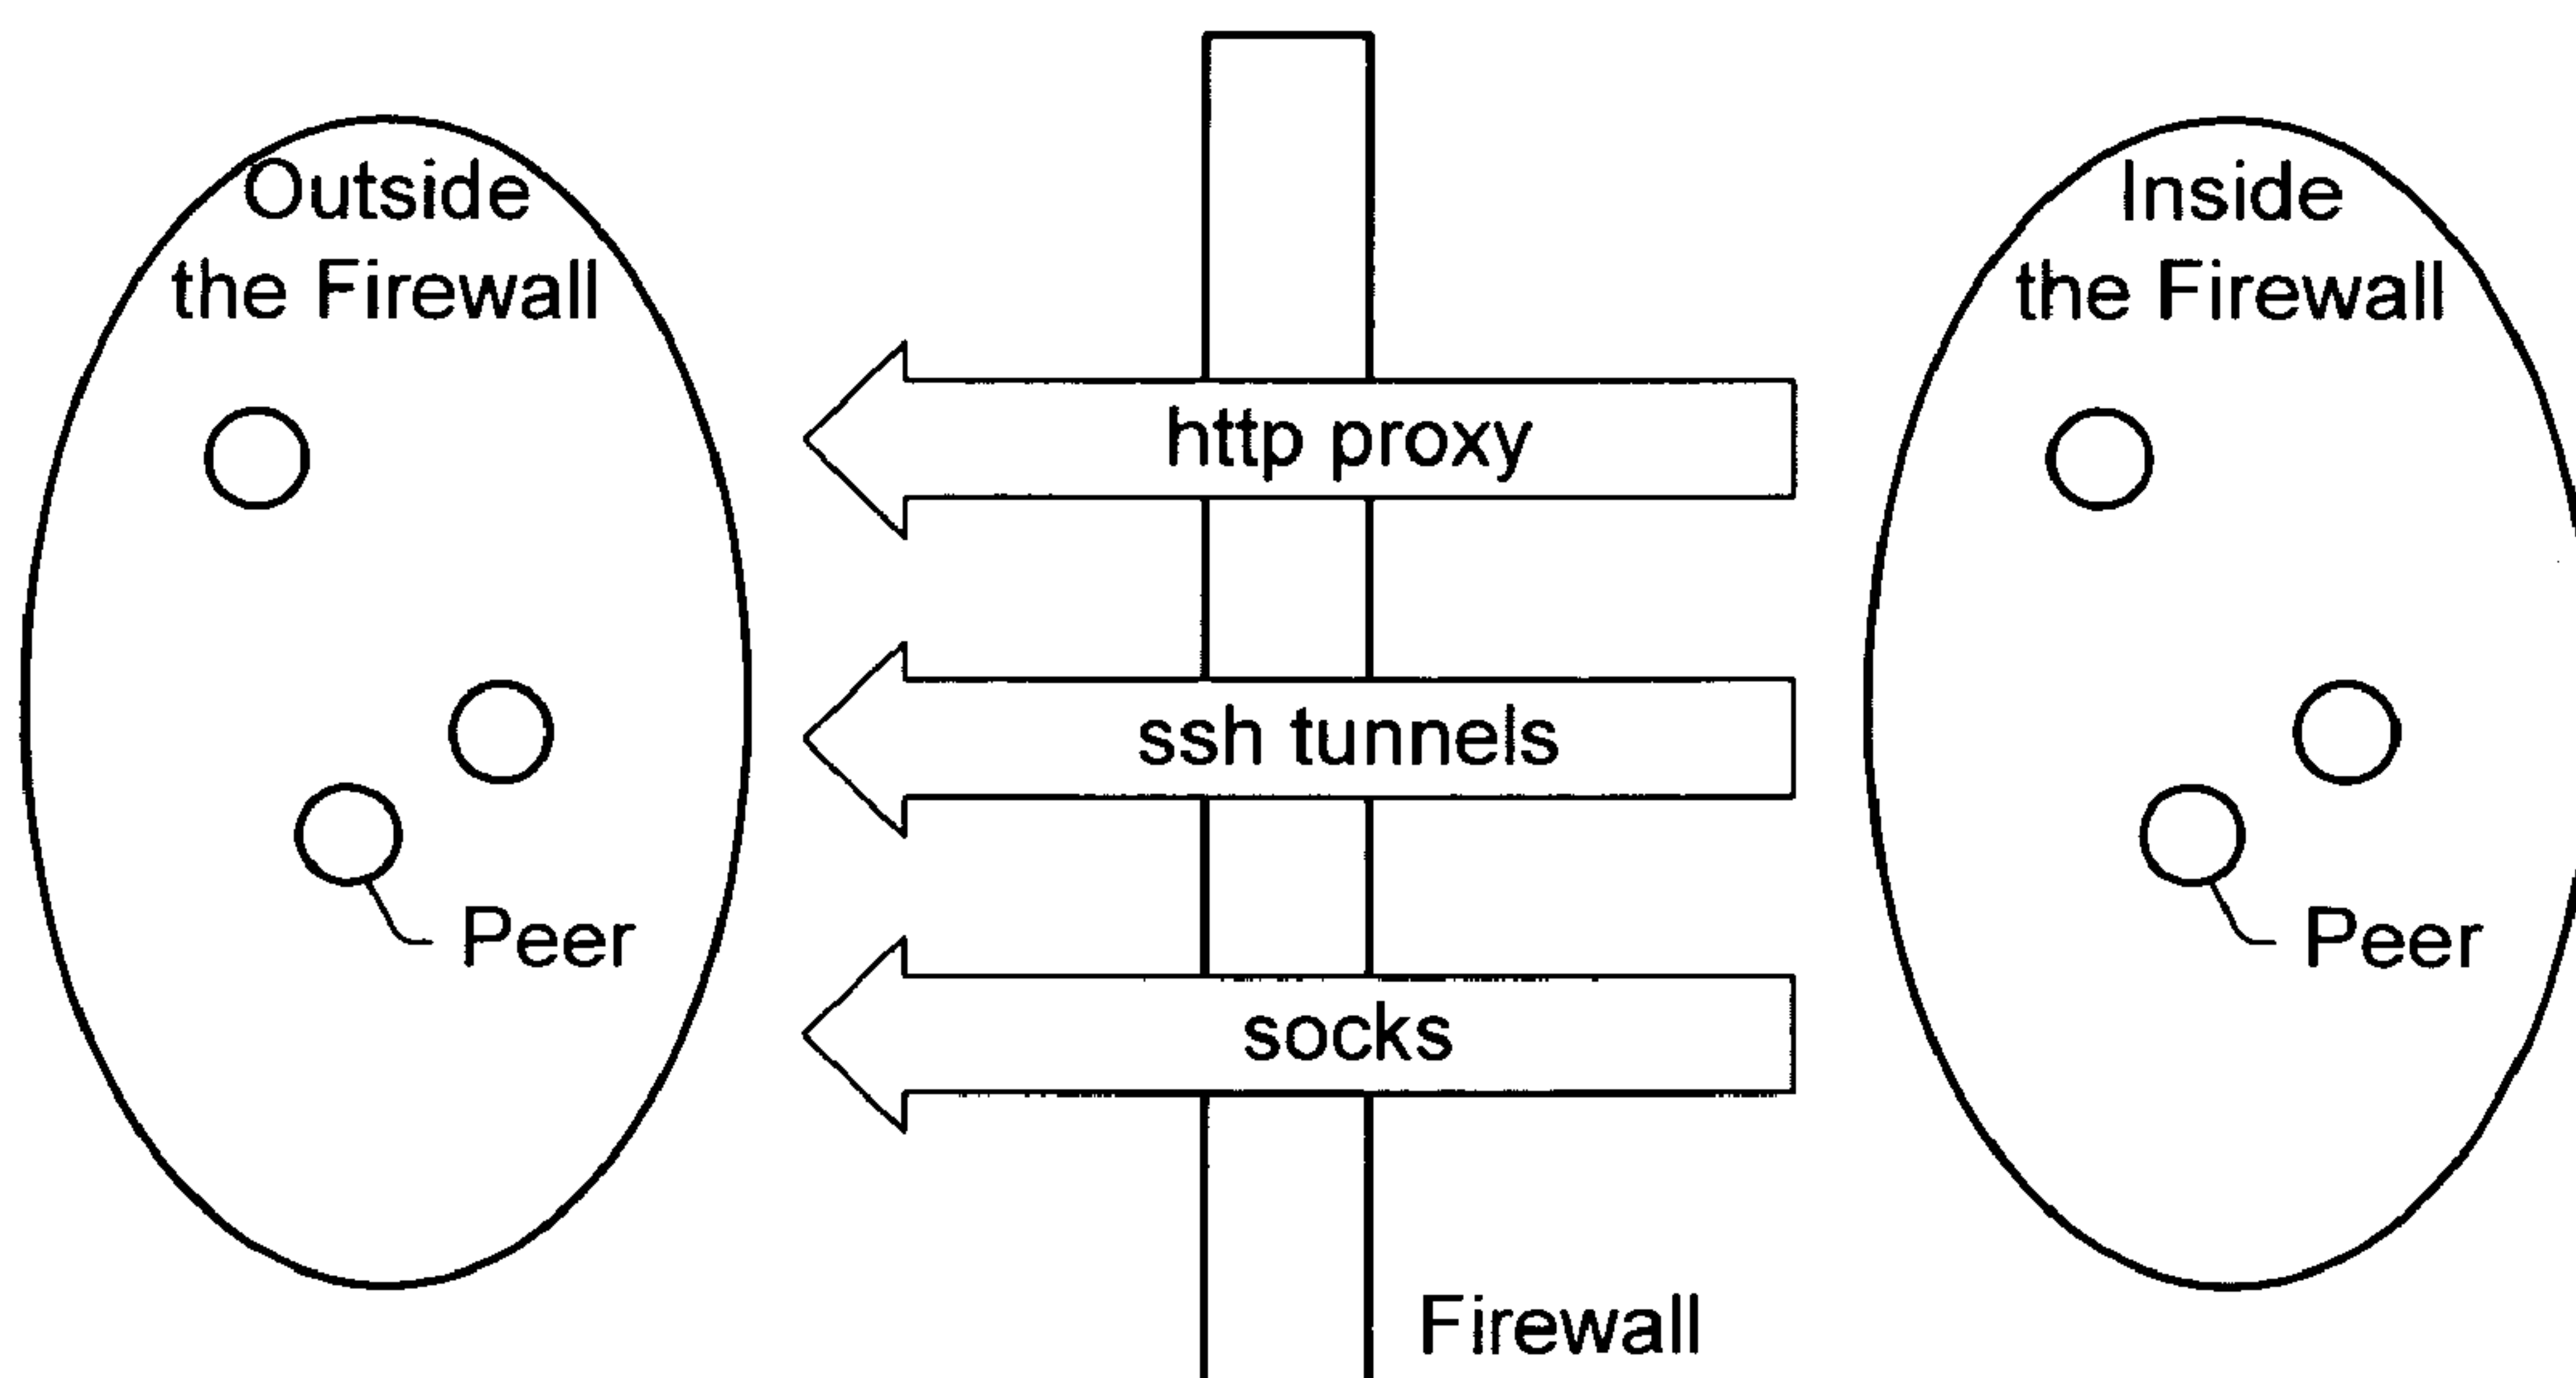 Outside
the Firewall
Inside
the Firewall
http proxy
ssh tunnels
socks
Peer
Peer
Firewall